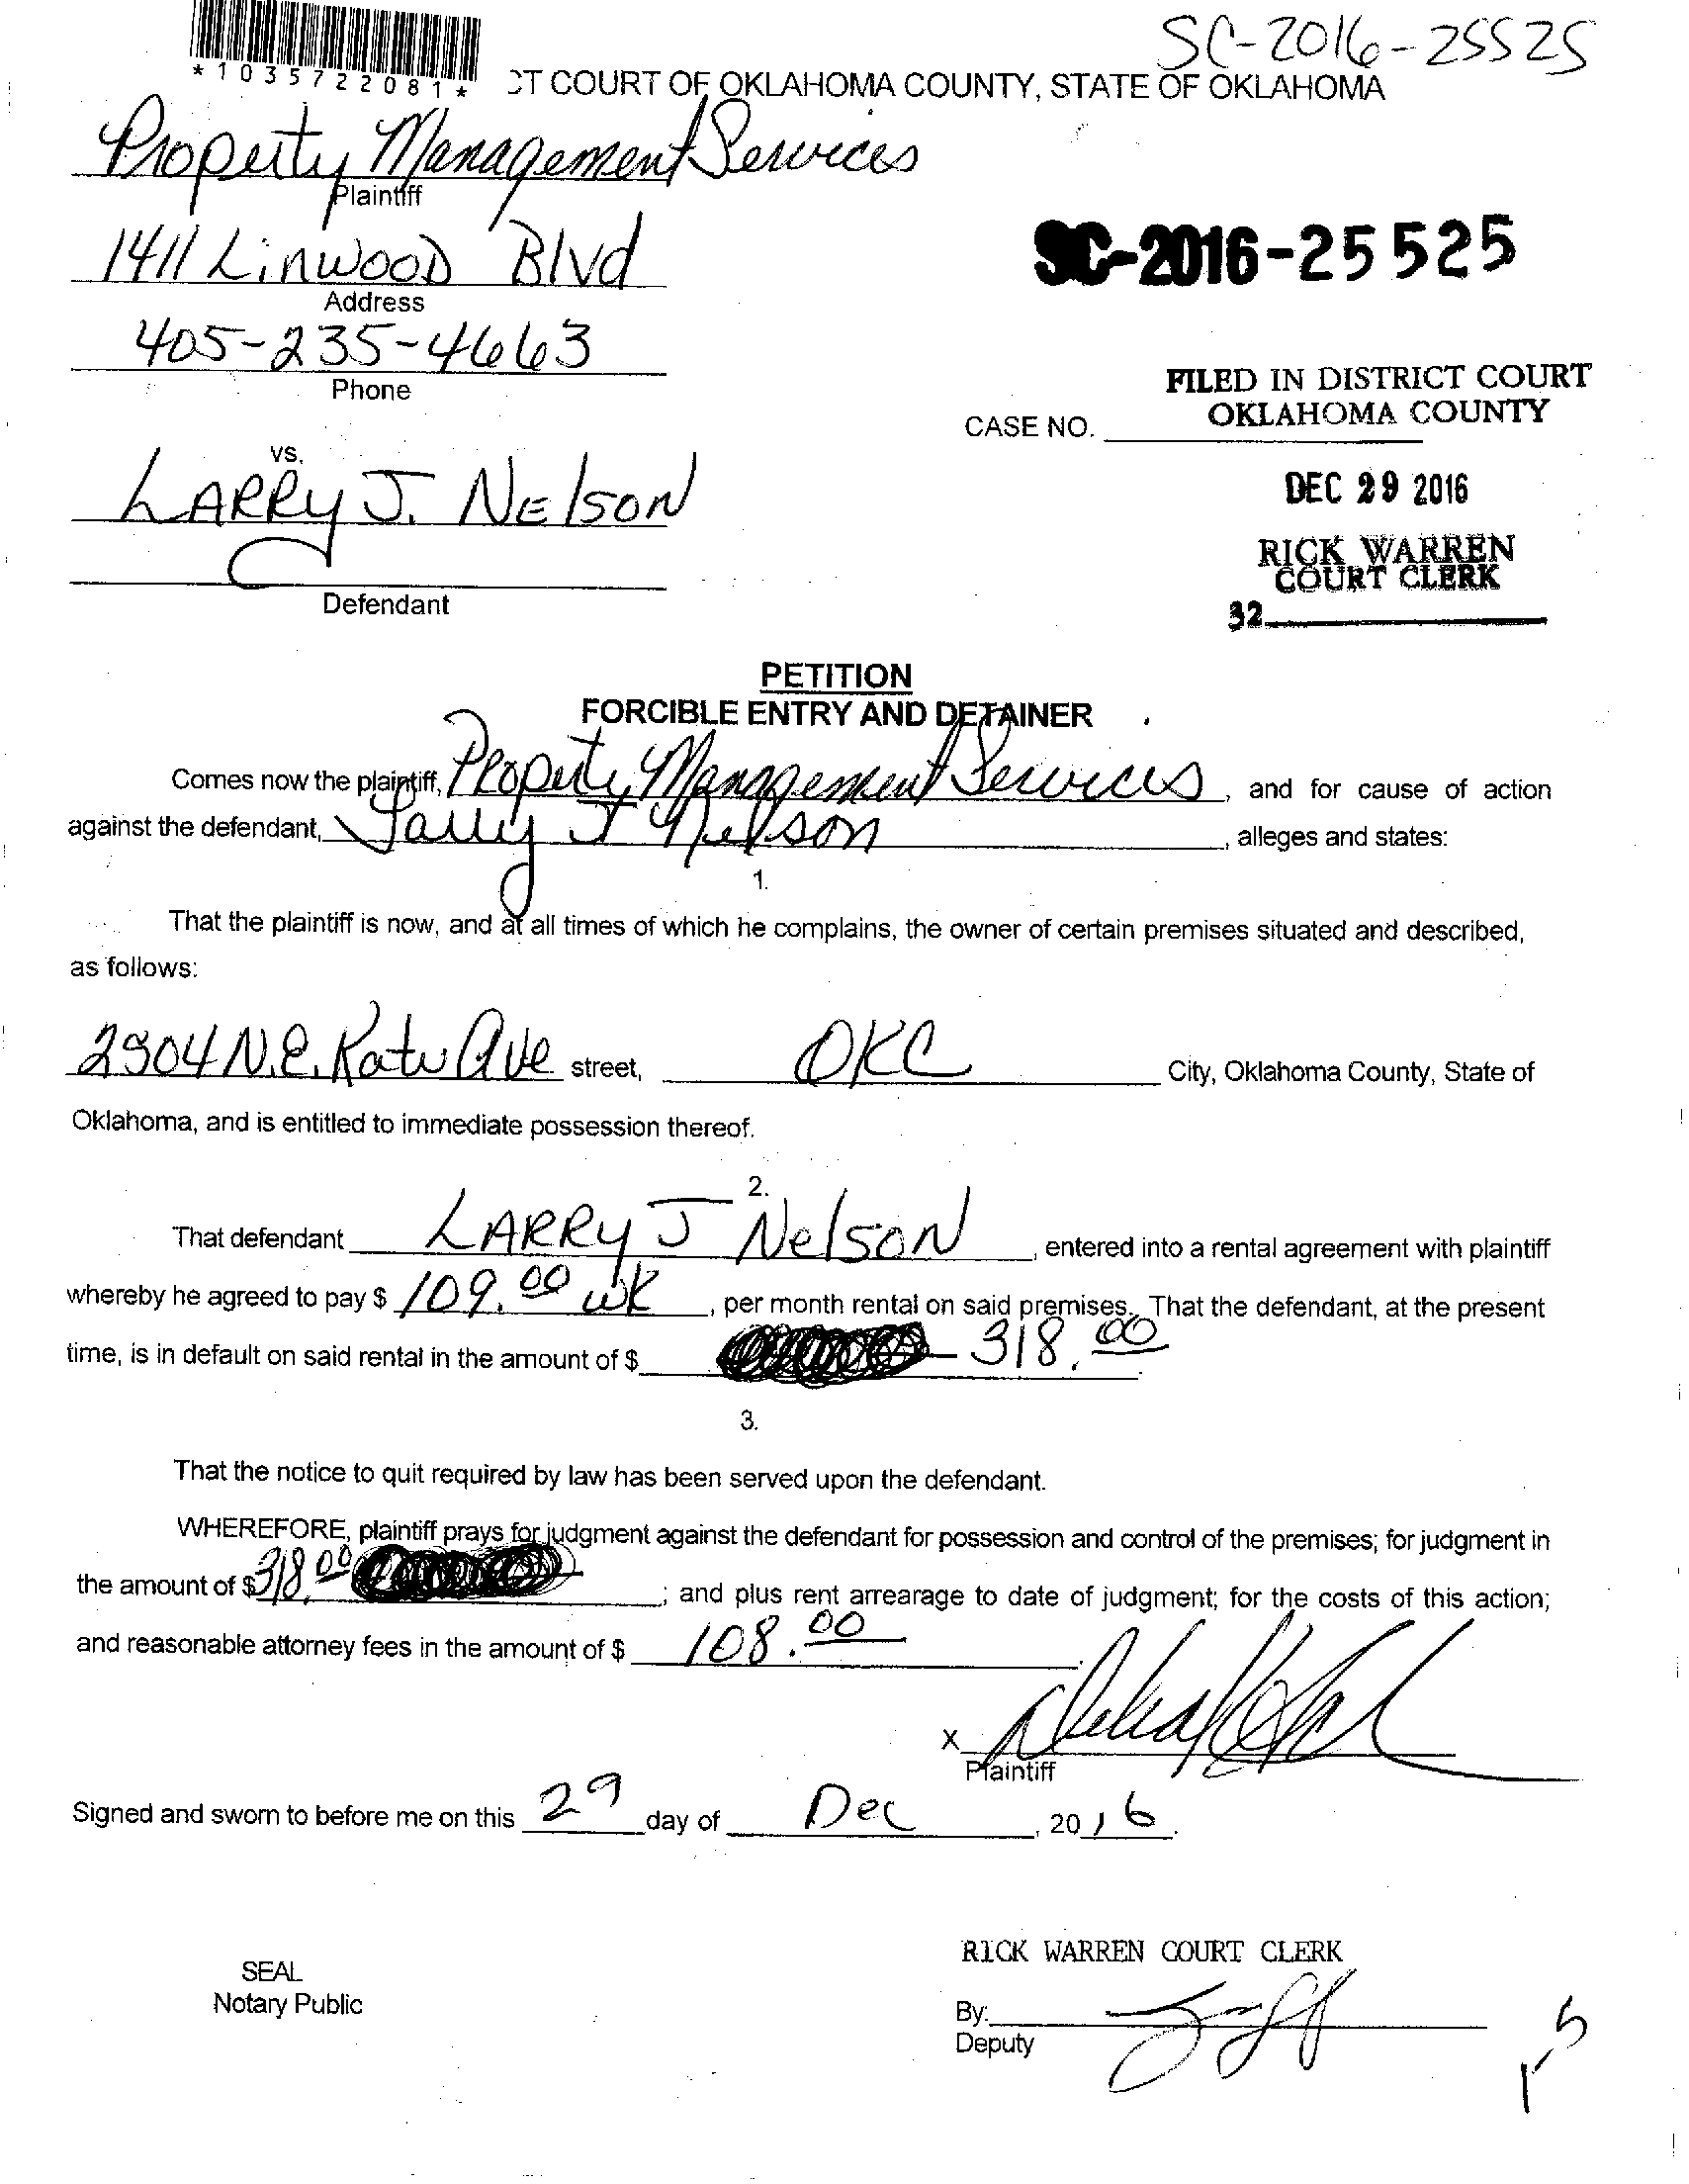 SC-2016-25525
*1035722081*
CT COURT OF OKLAHOMA COUNTY, STATE OF OKLAHOMA
Property Management Services
Plaintiff
1411 Linwood Blvd
Address
SC-2016-25525
405-235-4663
Phone
FILED IN DISTRICT COURT
OKLAHOMA COUNTY
CASE NO.
vs.
DEC 29 2016
LARRY J. NELSON
RICK WARREN
COURT CLERK
Defendant
32
PETITION
FORCIBLE ENTRY AND DETAINER
Comes now the plaintiff, Property Management Services, and for cause of action
against the defendant, Larry J Nelson, alleges and states:
1.
That the plaintiff is now, and at all times of which he complains, the owner of certain premises situated and described,
as follows:
2904 N.E. Ave street, OKC City, Oklahoma County, State of
Oklahoma, and is entitled to immediate possession thereof.
2.
That defendant LARRY J NELSON, entered into a rental agreement with plaintiff
whereby he agreed to pay $ 109.00 wk, per month rental on said premises. That the defendant, at the present
time, is in default on said rental in the amount of $ 318.00
3.
That the notice to quit required by law has been served upon the defendant.
WHEREFORE, plaintiff prays for judgment against the defendant for possession and control of the premises; for judgment in
the amount of $ 318.00; and plus rent arrearage to date of judgment; for the costs of this action;
and reasonable attorney fees in the amount of $ 108.00
X
Plaintiff
Signed and sworn to before me on this 29 day of Dec, 2016.
RICK WARREN COURT CLERK
SEAL
Notary Public
By:
Deputy
1-5